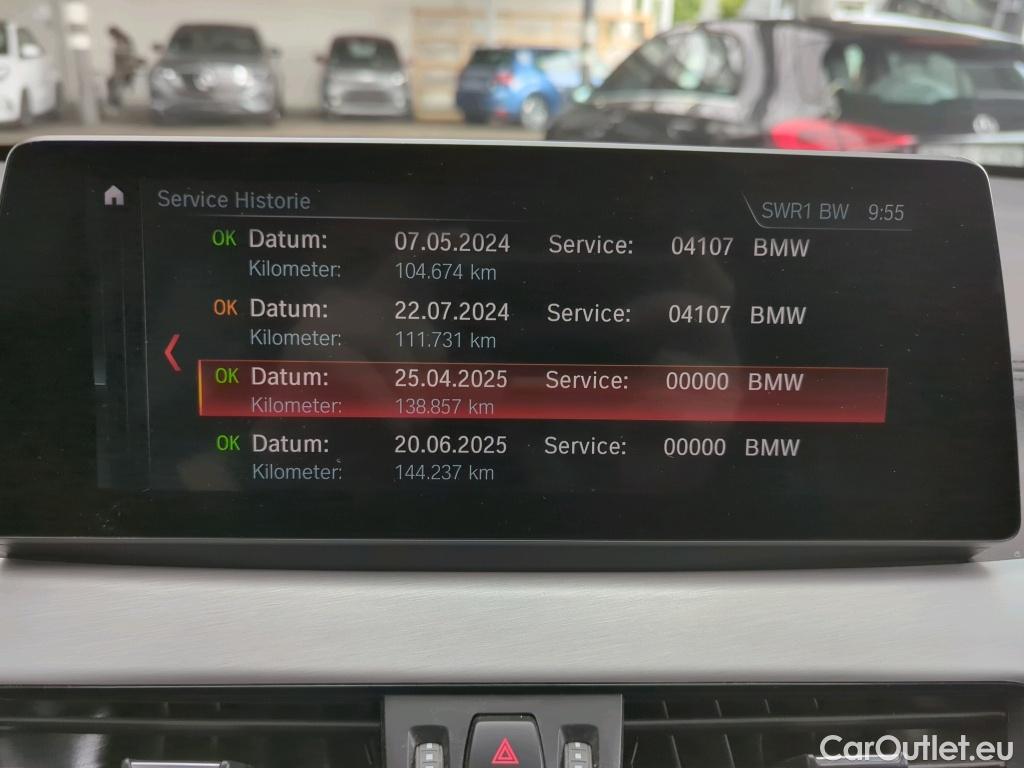 Service Historie
SWR1 BW 9:55
OK Datum: 07.05.2024 Service: 04107 BMW
Kilometer: 104.674 km
OK Datum: 22.07.2024 Service: 04107 BMW
Kilometer: 111.731 km
OK Datum: 25.04.2025 Service: 00000 BMW
Kilometer: 138.857 km
OK Datum: 20.06.2025 Service: 00000 BMW
Kilometer: 144.237 km
CarOutlet.eu